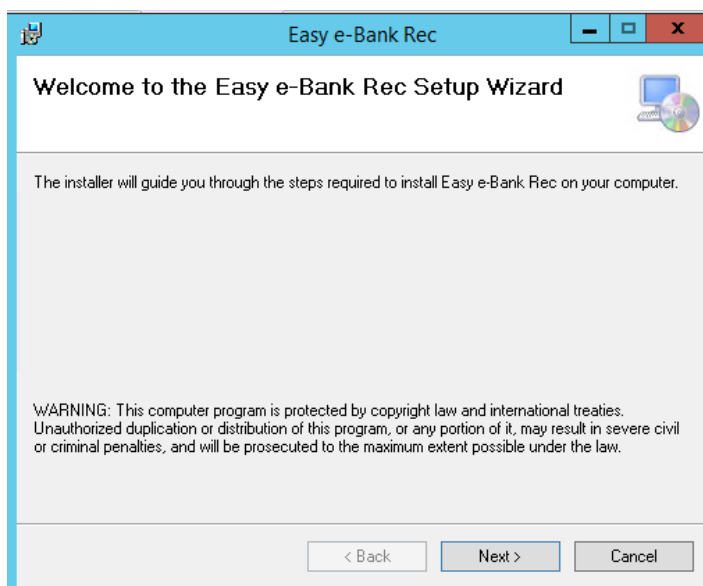 Easy e-Bank Rec
Welcome to the Easy e-Bank Rec Setup Wizard
The installer will guide you through the steps required to install Easy e-Bank Rec on your computer.
WARNING: This computer program is protected by copyright law and international treaties.
Unauthorized duplication or distribution of this program, or any portion of it, may result in severe civil
or criminal penalties, and will be prosecuted to the maximum extent possible under the law.
< Back Next > Cancel